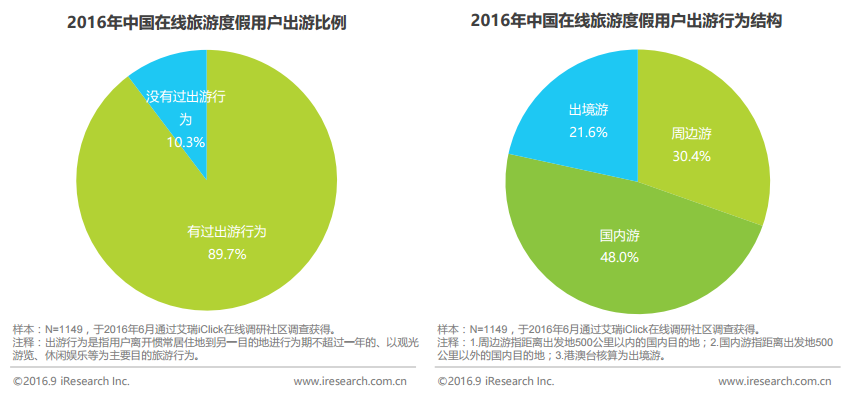 2016年中国在线旅游度假用户出游比例
没有过出游行
为
10.3%
有过出游行为
89.7%
样本：N=1149，于2016年6月通过艾瑞iClick在线调研社区调查获得。
注释：出游行为是指用户离开惯常居住地到另一目的地进行为期不超过一年的、以观光
游览、休闲娱乐等为主要目的旅游行为。
©2016.9 iResearch Inc.
www.iresearch.com.cn
2016年中国在线旅游度假用户出游行为结构
出境游
21.6%
周边游
30.4%
国内游
48.0%
样本：N=1149，于2016年6月通过艾瑞iClick在线调研社区调查获得。
注释：1.周边游指距离出发地500公里以内的国内目的地；2.国内游指距离出发地500
公里以外的国内目的地；3.港澳台核算为出境游。
©2016.9 iResearch Inc.
www.iresearch.com.cn